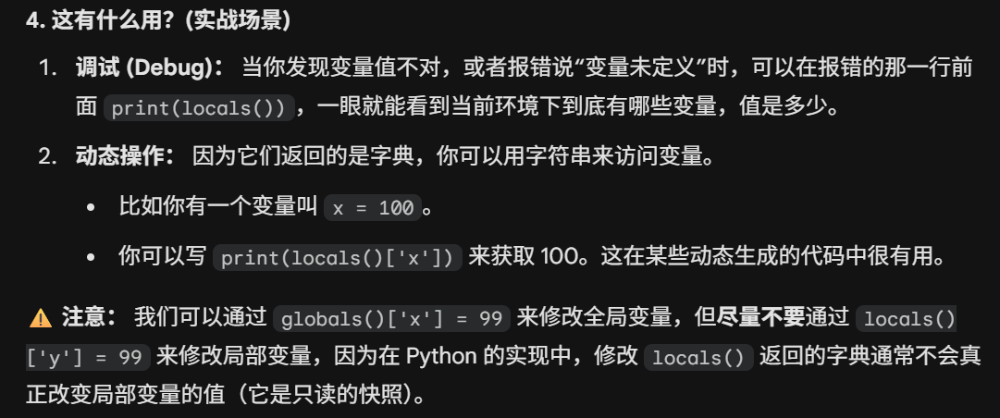 4. 这有什么用？(实战场景)
1. 调试 (Debug)： 当你发现变量值不对，或者报错说“变量未定义”时，可以在报错的那一行前
面 print(locals()) ，一眼就能看到当前环境下到底有哪些变量，值是多少。
2. 动态操作： 因为它们返回的是字典，你可以用字符串来访问变量。
• 比如你有一个变量叫 x = 100 。
• 你可以写 print(locals()['x']) 来获取 100。这在某些动态生成的代码中很有用。
⚠️ 注意： 我们可以通过 globals()['x'] = 99 来修改全局变量，但尽量不要通过 locals()
['y'] = 99 来修改局部变量，因为在 Python 的实现中，修改 locals() 返回的字典通常不会真
正改变局部变量的值（它是只读的快照）。